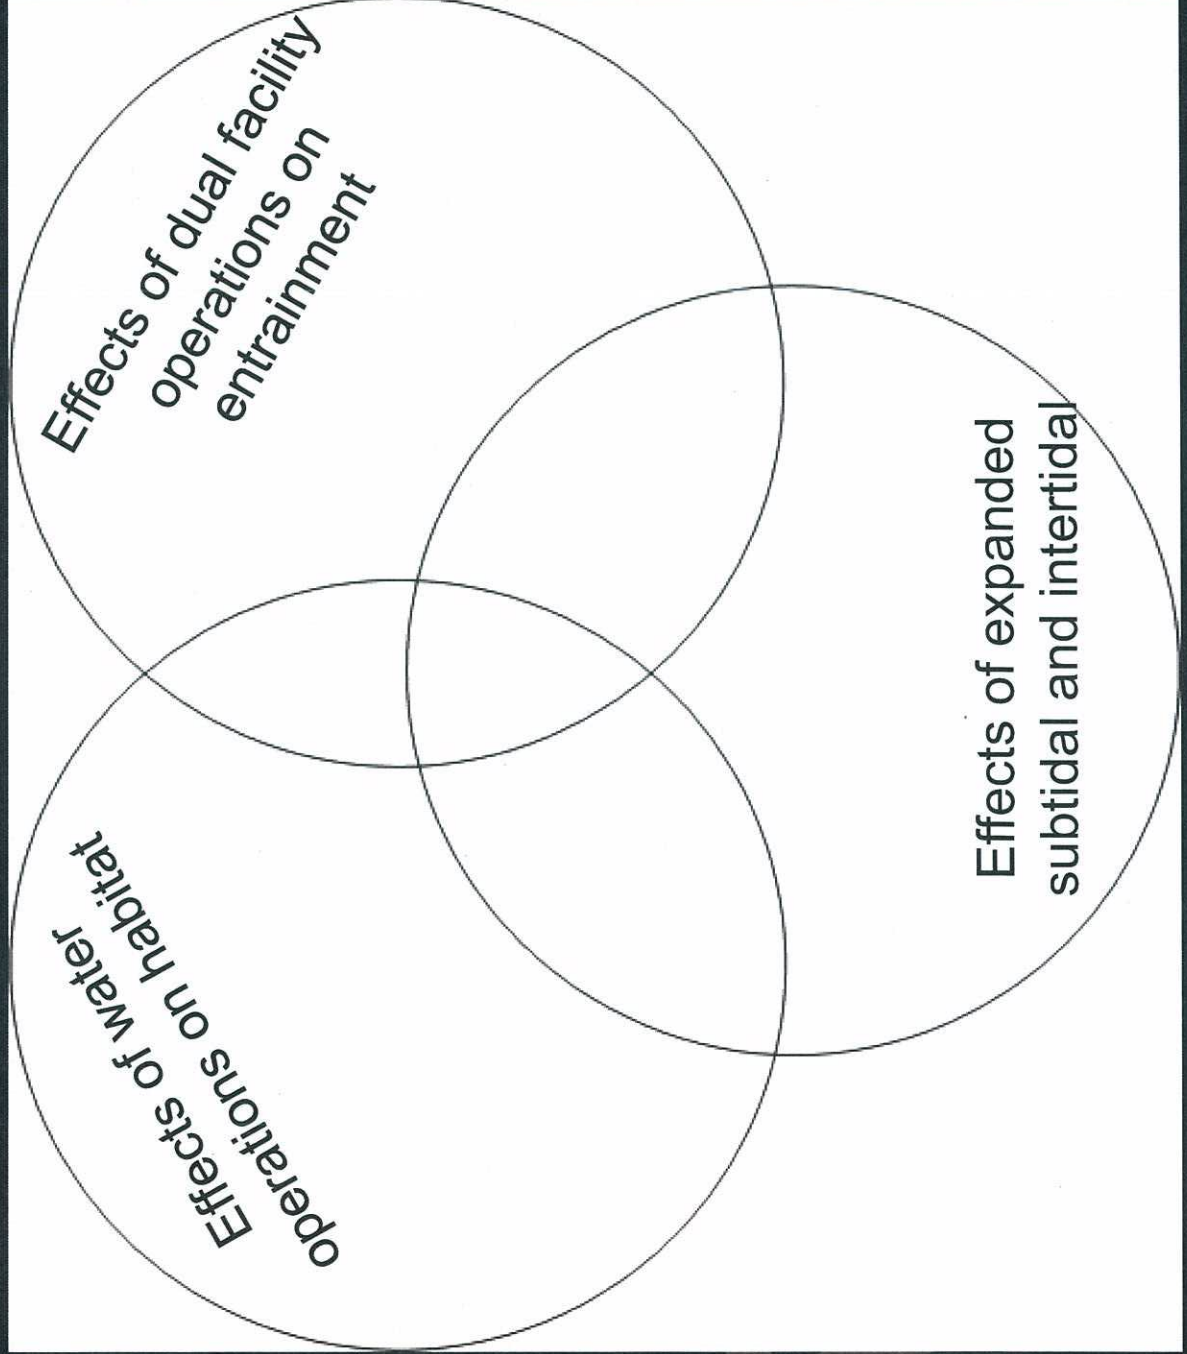 Effects of water
operations on habitat
Effects of dual facility
operations on
entrainment
Effects of expanded
subtidal and intertidal